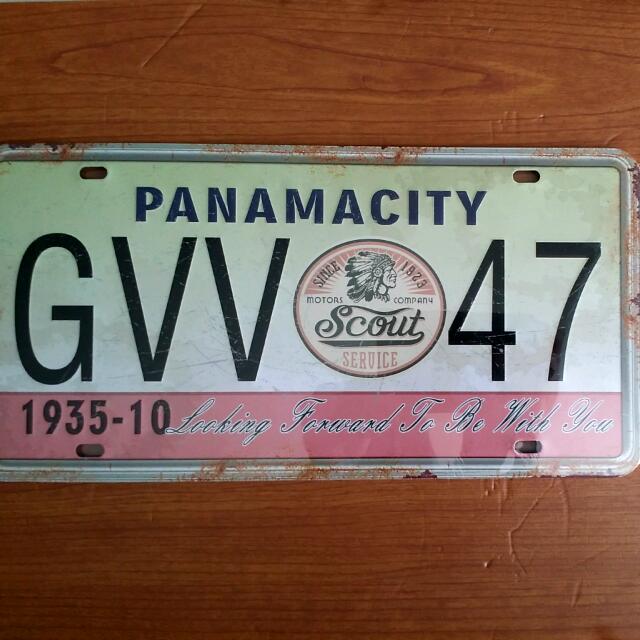 PANAMACITY
GVV 47
SINCE 1923
MOTORS COMPANY
Scout
SERVICE
1935-10 Looking Forward To Be With You